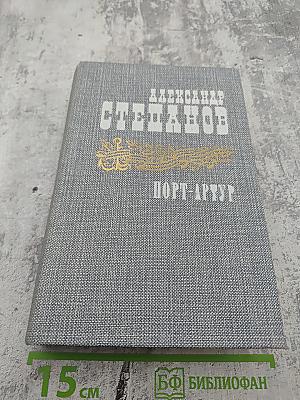 АЛЕКСАНДР
СТЕПАНОВ
ПОРТ-АРТУР
15 см
БФ БИБЛИОФАН